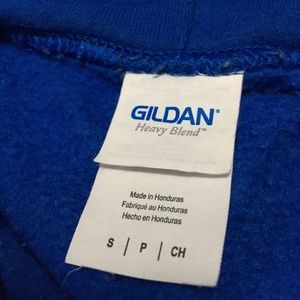 GILDAN
Heavy Blend™
Made in Honduras
Fabriqué au Honduras
Hecho en Honduras
S | P | CH